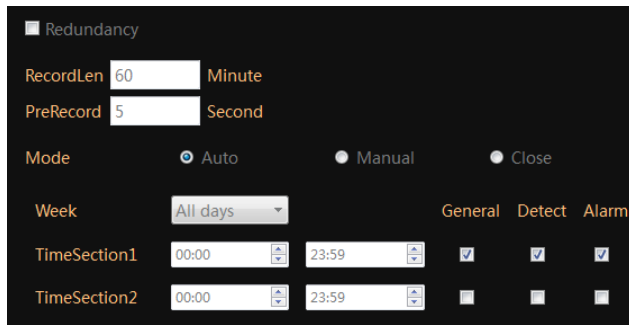 Redundancy
RecordLen 60 Minute
PreRecord 5 Second
Mode Auto Manual Close
Week All days General Detect Alarm
TimeSection1 00:00 23:59
TimeSection2 00:00 23:59